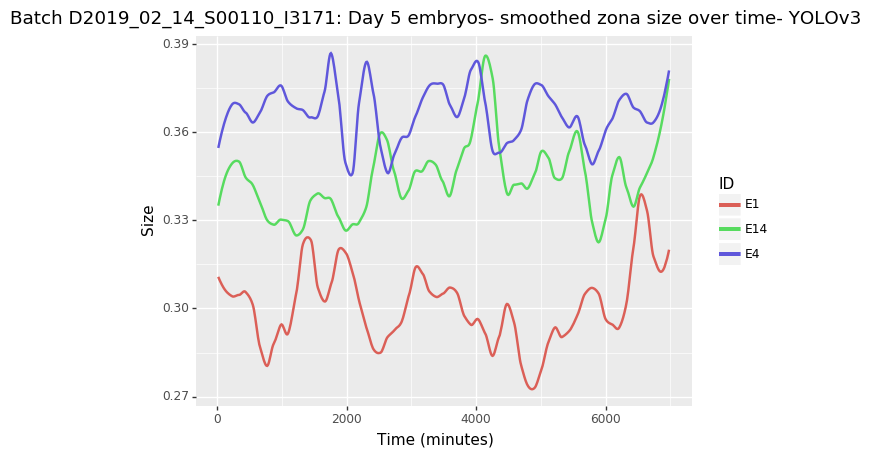 Batch D2019_02_14_S00110_I3171: Day 5 embryos- smoothed zona size over time- YOLOv3
0.39
0.36
0.33
0.30
0.27
Size
0
2000
4000
6000
Time (minutes)
ID
E1
E14
E4